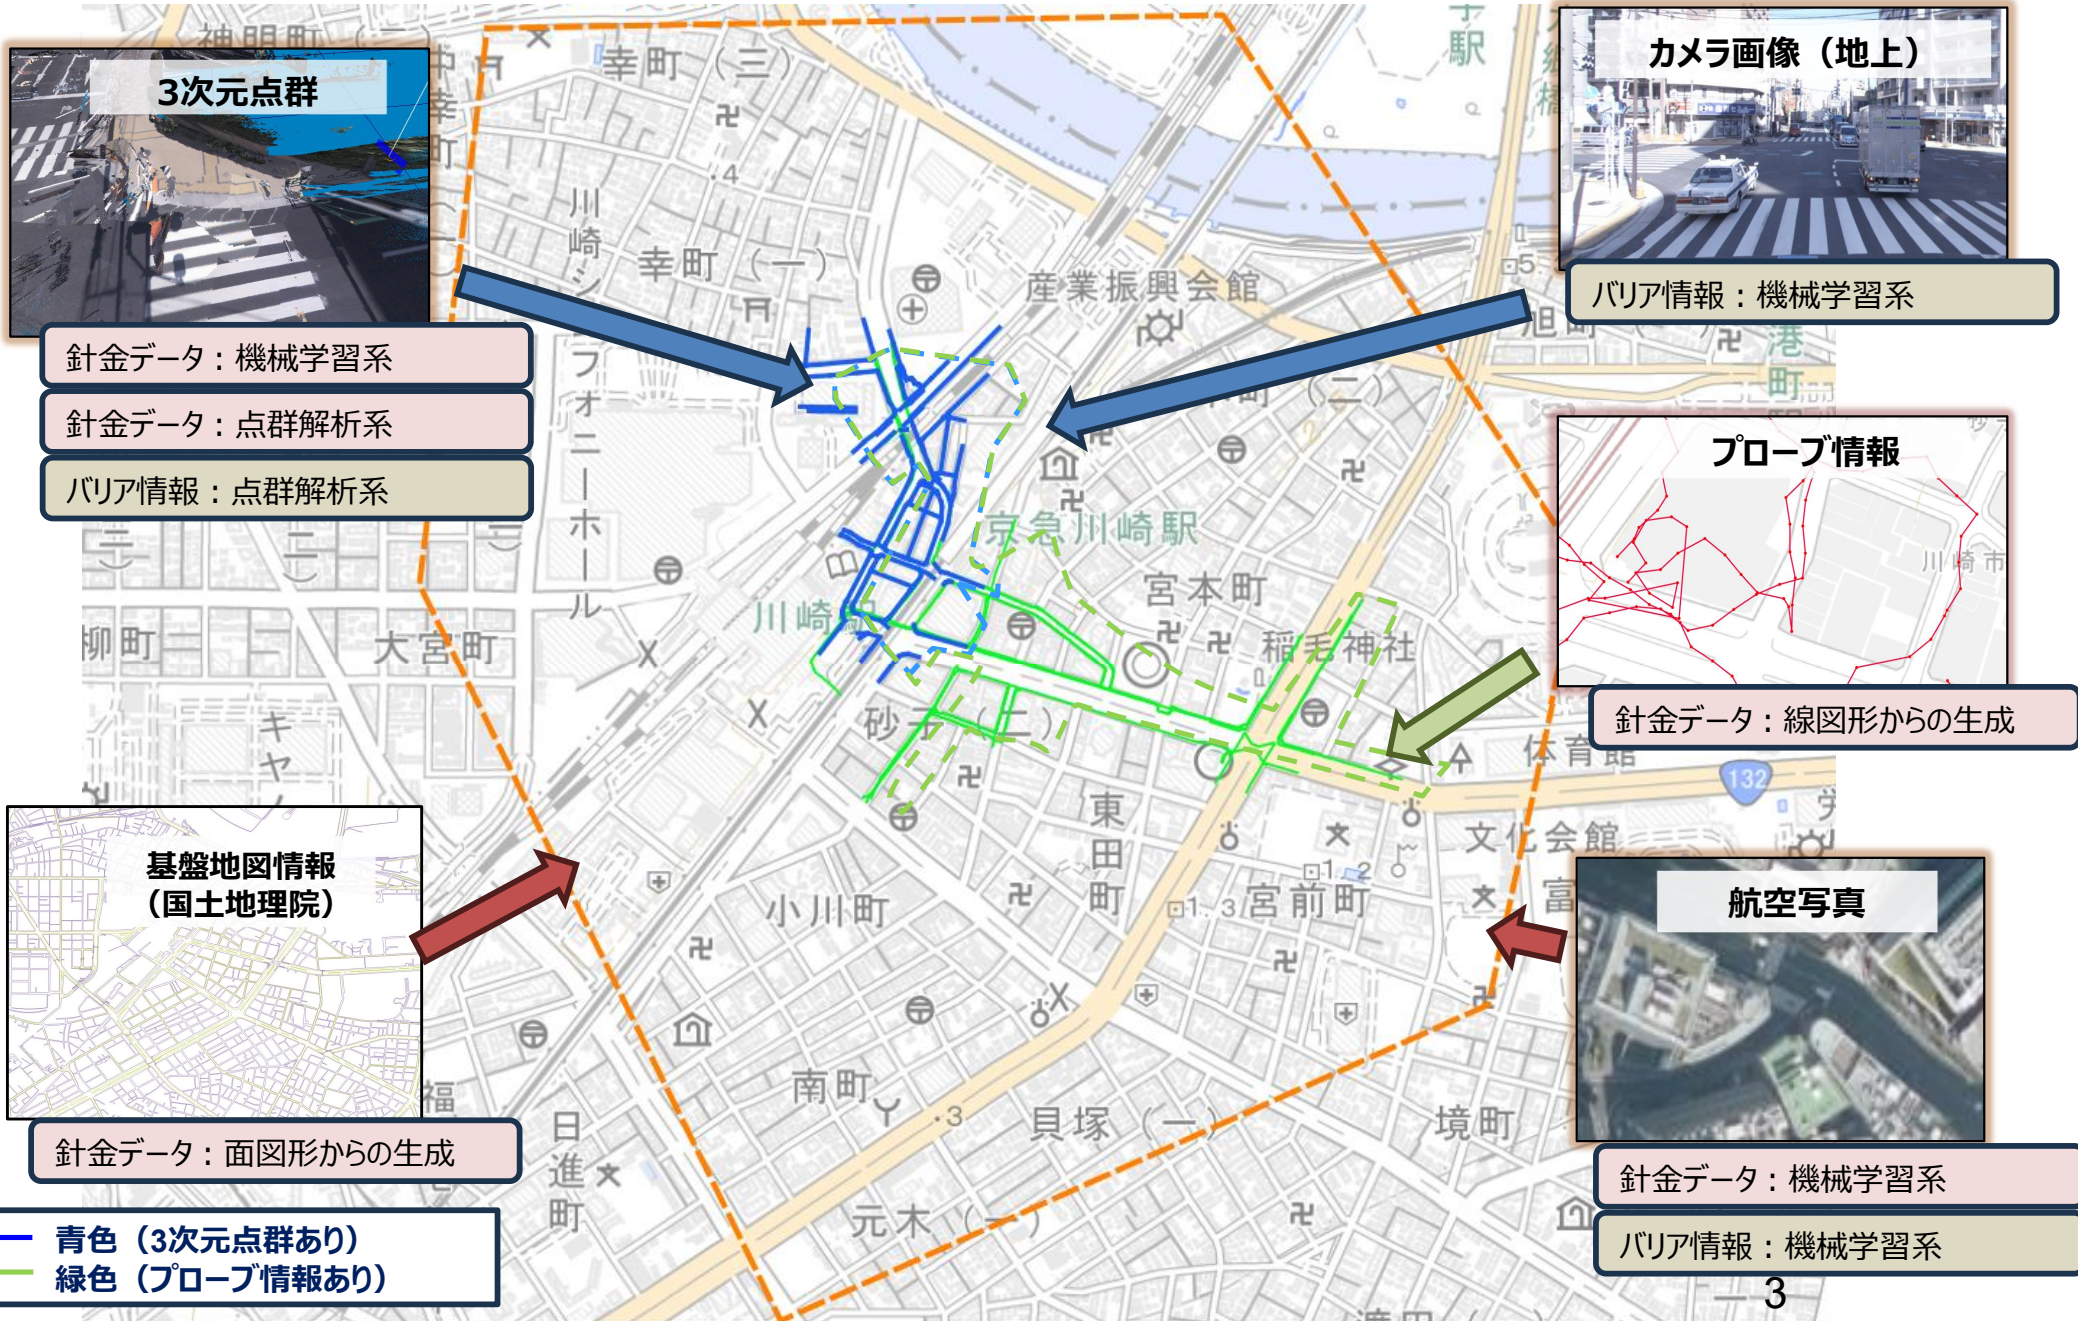 3次元点群
針金データ：機械学習系
針金データ：点群解析系
バリア情報：点群解析系
カメラ画像（地上）
バリア情報：機械学習系
プローブ情報
針金データ：線図形からの生成
基盤地図情報
（国土地理院）
針金データ：面図形からの生成
航空写真
針金データ：機械学習系
バリア情報：機械学習系
青色（3次元点群あり）
緑色（プローブ情報あり）
3
幸町（三）
幸町（一）
産業振興会館
京急川崎駅
宮本町
稲毛神社
大宮町
柳町
砂子（二）
体育館
132
東田町
文化会館
小川町
宮前町
南町
貝塚（一）
境町
日進町
元木（一）
川崎市
港町